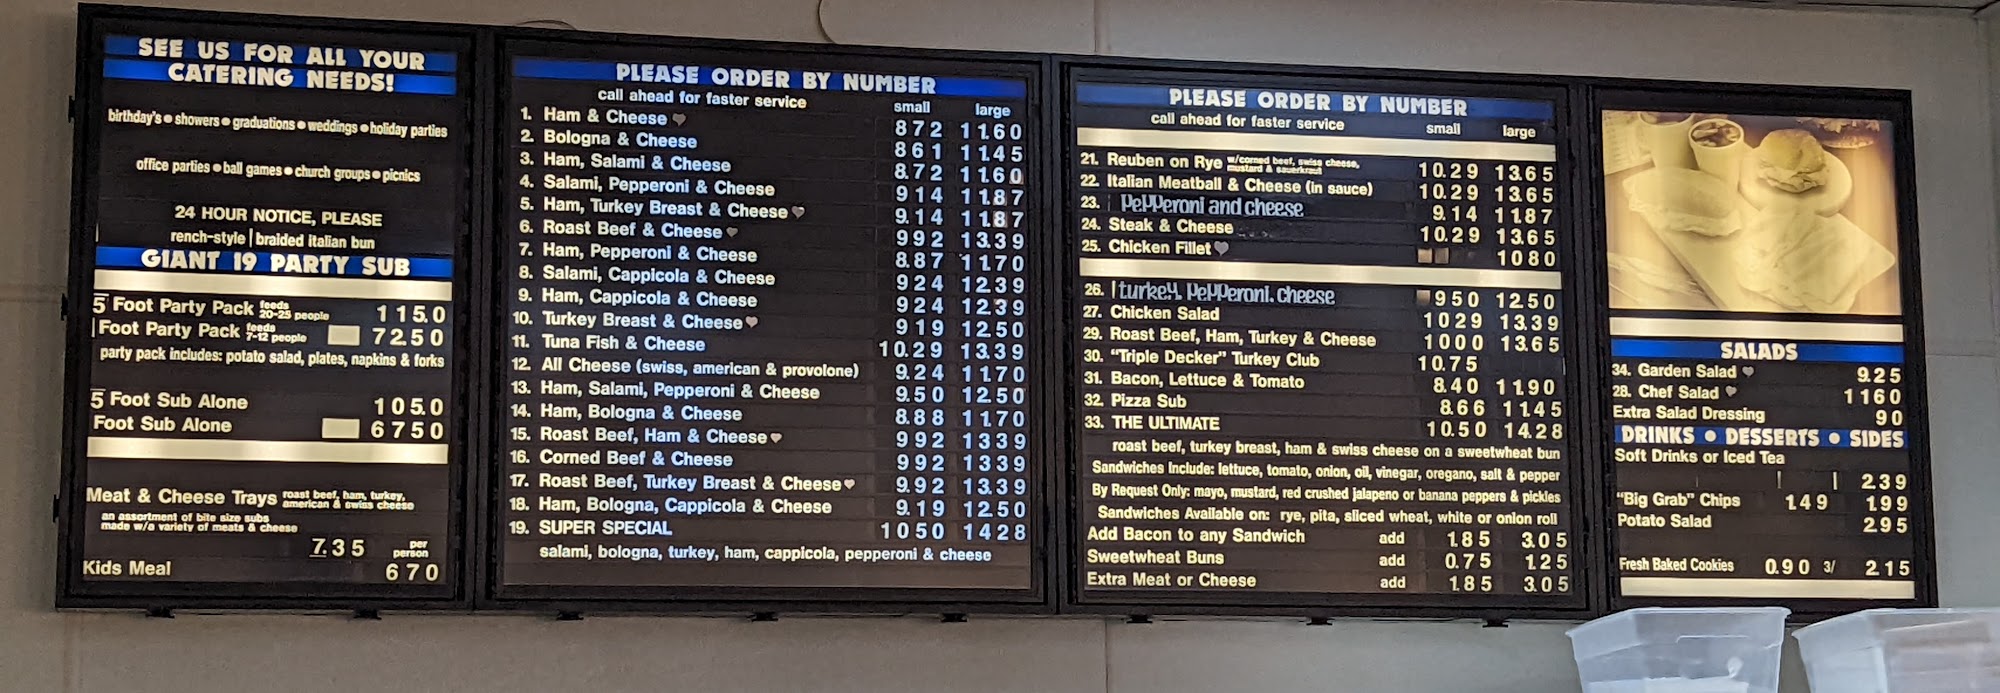 SEE US FOR ALL YOUR
CATERING NEEDS!
birthday's • showers • graduations • weddings • holiday parties
office parties • ball games • church groups • picnics
24 HOUR NOTICE, PLEASE
rench-style | braided Italian bun
GIANT 19 PARTY SUB
5 Foot Party Pack feeds 20-25 people 115.0
Foot Party Pack feeds 7-12 people 72.50
party pack includes: potato salad, plates, napkins & forks
5 Foot Sub Alone 105.0
Foot Sub Alone 67 50
Meat & Cheese Trays roast beef, ham, turkey, american & swiss cheese
an assortment of bite size subs
made w/a variety of meats & cheese
7.35 per person
Kids Meal 6 70
PLEASE ORDER BY NUMBER
call ahead for faster service small large
1. Ham & Cheese ♥ 8 72 11.60
2. Bologna & Cheese 8.61 11.45
3. Ham, Salami & Cheese 8.72 11.60
4. Salami, Pepperoni & Cheese 9 14 11.87
5. Ham, Turkey Breast & Cheese ♥ 9.14 11.87
6. Roast Beef & Cheese ♥ 9 92 13.39
7. Ham, Pepperoni & Cheese 8.87 11.70
8. Salami, Cappicola & Cheese 9 24 12.39
9. Ham, Cappicola & Cheese 9 24 12.39
10. Turkey Breast & Cheese ♥ 9 19 12.50
11. Tuna Fish & Cheese 10.29 13.39
12. All Cheese (swiss, american & provolone) 9.24 11.70
13. Ham, Salami, Pepperoni & Cheese 9.50 12.50
14. Ham, Bologna & Cheese 8.88 11.70
15. Roast Beef, Ham & Cheese ♥ 9 92 13 39
16. Corned Beef & Cheese 9 92 13 39
17. Roast Beef, Turkey Breast & Cheese ♥ 9.92 13.39
18. Ham, Bologna, Cappicola & Cheese 9.19 12.50
19. SUPER SPECIAL 10 50 14 28
salami, bologna, turkey, ham, cappicola, pepperoni & cheese
PLEASE ORDER BY NUMBER
call ahead for faster service small large
21. Reuben on Rye w/corned beef, swiss cheese, mustard & sauerkraut 10.29 13.65
22. Italian Meatball & Cheese (in sauce) 10.29 13.65
23. Pepperoni and cheese 9.14 11.87
24. Steak & Cheese 10.29 13.65
25. Chicken Fillet ♥ 10 80
26. turkey, pepperoni, cheese 9 50 12 50
27. Chicken Salad 10 29 13.39
29. Roast Beef, Ham, Turkey & Cheese 10 00 13.65
30. "Triple Decker" Turkey Club 10.75
31. Bacon, Lettuce & Tomato 8.40 11.90
32. Pizza Sub 8.66 11.45
33. THE ULTIMATE 10.50 14.28
roast beef, turkey breast, ham & swiss cheese on a sweetwheat bun
Sandwiches Include: lettuce, tomato, onion, oil, vinegar, oregano, salt & pepper
By Request Only: mayo, mustard, red crushed jalapeno or banana peppers & pickles
Sandwiches Available on: rye, pita, sliced wheat, white or onion roll
Add Bacon to any Sandwich add 1.85 3.05
Sweetwheat Buns add 0.75 1.25
Extra Meat or Cheese add 1.85 3.05
SALADS
34. Garden Salad ♥ 9.25
28. Chef Salad ♥ 11 60
Extra Salad Dressing 90
DRINKS • DESSERTS • SIDES
Soft Drinks or Iced Tea
2.39
"Big Grab" Chips 1.49 1.99
Potato Salad 2.95
Fresh Baked Cookies 0.90 3/ 2.15